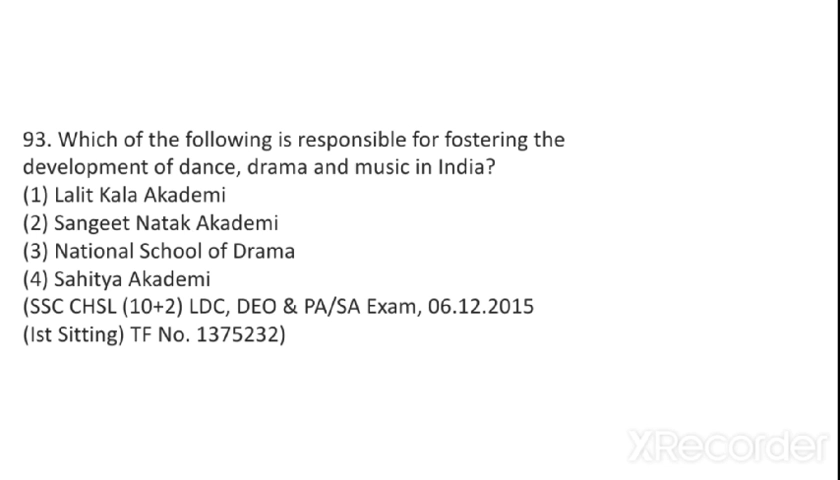 93. Which of the following is responsible for fostering the
development of dance, drama and music in India?
(1) Lalit Kala Akademi
(2) Sangeet Natak Akademi
(3) National School of Drama
(4) Sahitya Akademi
(SSC CHSL (10+2) LDC, DEO & PA/SA Exam, 06.12.2015
(Ist Sitting) TF No. 1375232)
XRecorder